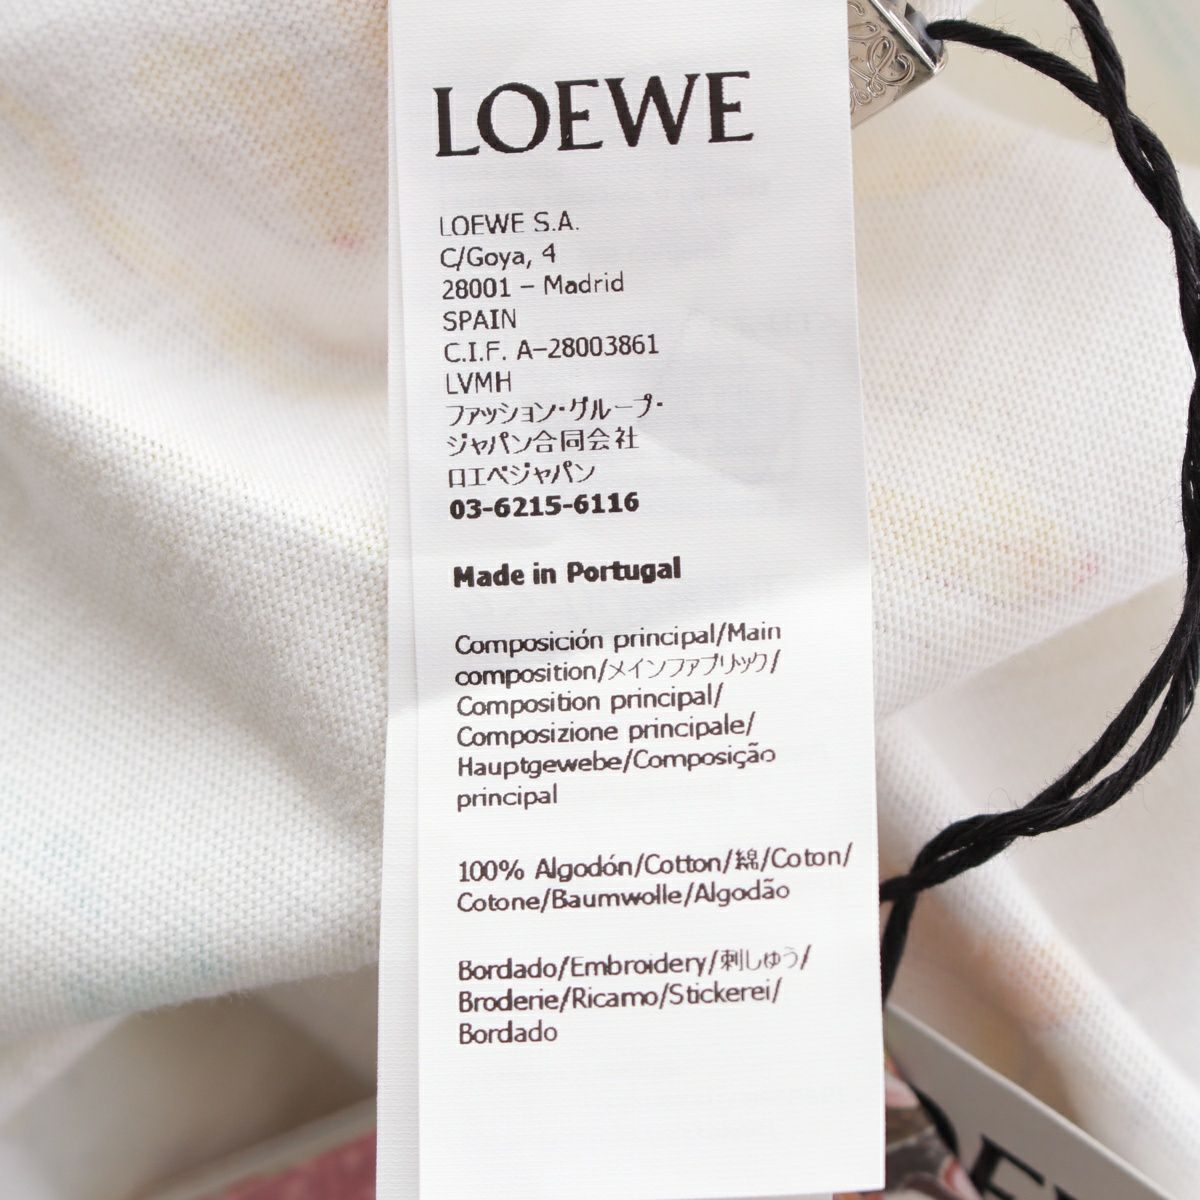 LOEWE
LOEWE S.A.
C/Goya, 4
28001 – Madrid
SPAIN
C.I.F. A–28003861
LVMH
ファッション・グループ・
ジャパン合同会社
ロエベジャパン
03-6215-6116
Made in Portugal
Composición principal/Main
composition/メインファブリック/
Composition principal/
Composizione principale/
Hauptgewebe/Composição
principal
100% Algodón/Cotton/綿/Coton/
Cotone/Baumwolle/Algodão
Bordado/Embroidery/刺しゅう/
Broderie/Ricamo/Stickerei/
Bordado